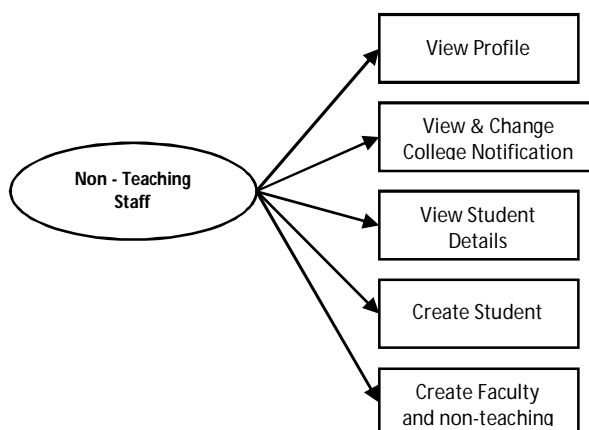 View Profile
View & Change
College Notification
Non - Teaching
Staff
View Student
Details
Create Student
Create Faculty
and non-teaching